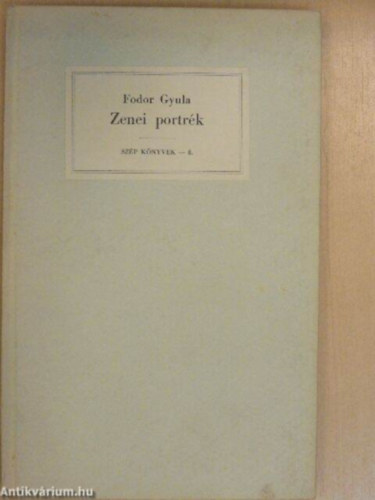 Fodor Gyula
Zenei portrék
SZÉP KÖNYVEK — 4.
Antikvárium.hu